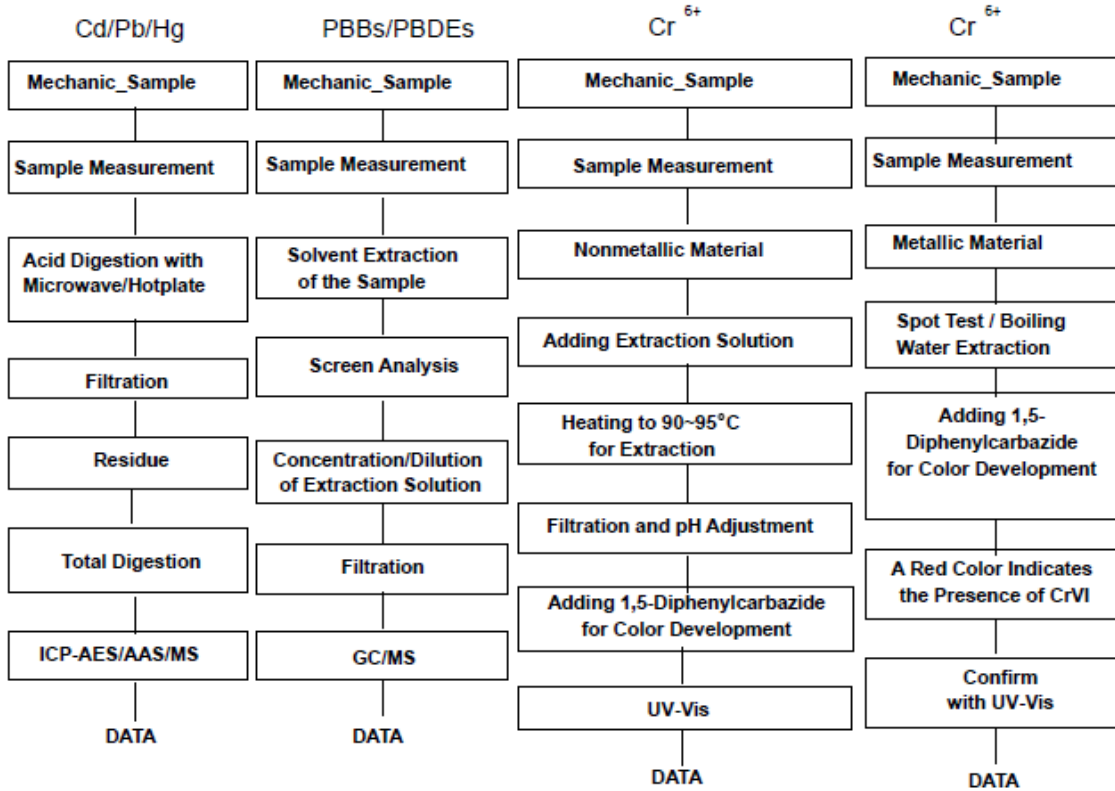 Cd/Pb/Hg
Mechanic_Sample
Sample Measurement
Acid Digestion with
Microwave/Hotplate
Filtration
Residue
Total Digestion
ICP-AES/AAS/MS
DATA
PBBs/PBDEs
Mechanic_Sample
Sample Measurement
Solvent Extraction
of the Sample
Screen Analysis
Concentration/Dilution
of Extraction Solution
Filtration
GC/MS
DATA
Cr 6+
Mechanic_Sample
Sample Measurement
Nonmetallic Material
Adding Extraction Solution
Heating to 90~95°C
for Extraction
Filtration and pH Adjustment
Adding 1,5-Diphenylcarbazide
for Color Development
UV-Vis
DATA
Cr 6+
Mechanic_Sample
Sample Measurement
Metallic Material
Spot Test / Boiling
Water Extraction
Adding 1,5-
Diphenylcarbazide
for Color Development
A Red Color Indicates
the Presence of CrVI
Confirm
with UV-Vis
DATA